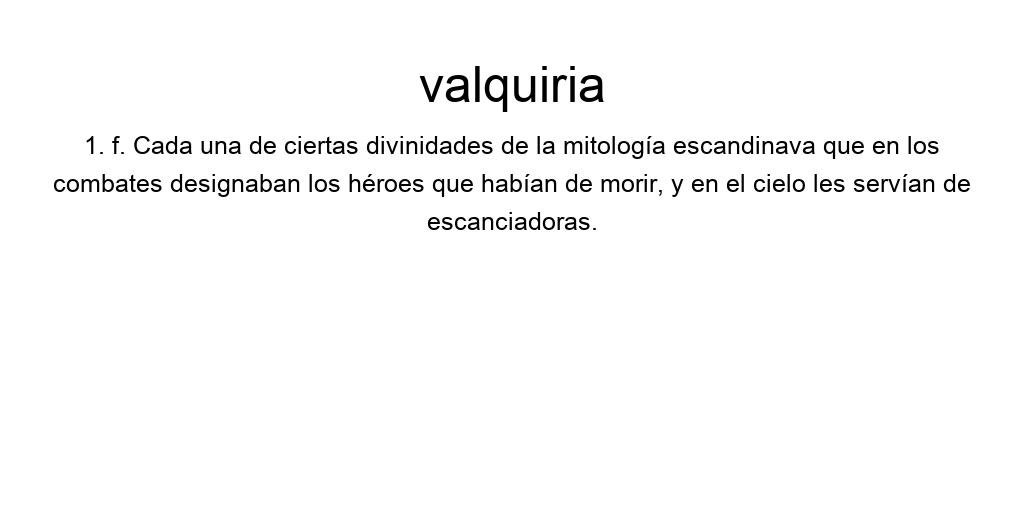 valquiria
1. f. Cada una de ciertas divinidades de la mitología escandinava que en los
combates designaban los héroes que habían de morir, y en el cielo les servían de
escanciadoras.